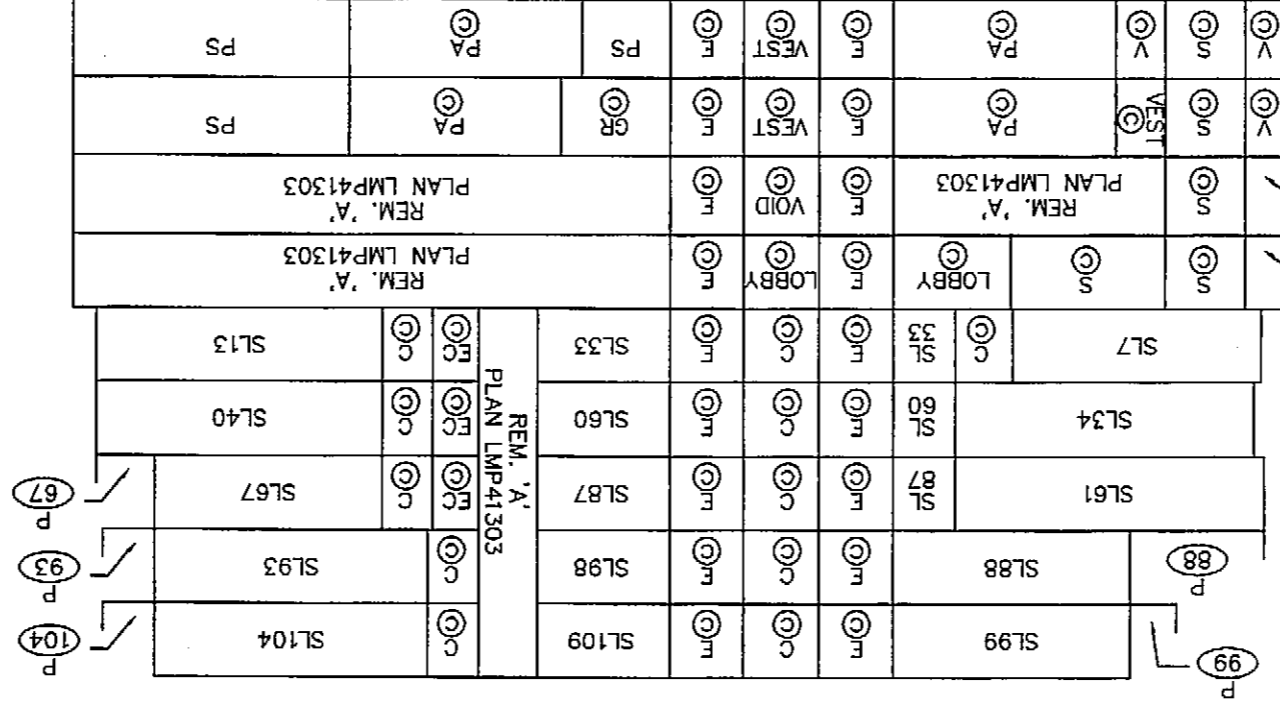 P
99
SL99
E
©
C
©
E
©
SL109
C
©
SL104
P
104
P
88
SL88
E
©
C
©
E
©
SL98
C
©
SL93
P
93
SL61
SL
87
E
©
C
©
E
©
SL87
REM. 'A'
PLAN LMP41303
EC
©
C
©
SL67
P
67
SL34
SL
60
E
©
C
©
E
©
SL60
EC
©
C
©
SL40
SL7
C
©
SL
33
E
©
C
©
E
©
SL33
EC
©
C
©
SL13
S
©
S
©
LOBBY
©
E
©
LOBBY
©
E
©
REM. 'A'
PLAN LMP41303
S
©
REM. 'A'
PLAN LMP41303
E
©
VOID
©
E
©
REM. 'A'
PLAN LMP41303
V
©
S
©
VEST
©
PA
©
E
©
VEST
©
E
©
GR
©
PA
©
PS
V
©
S
©
V
©
PA
©
E
©
VEST
©
E
©
PS
PA
©
PS